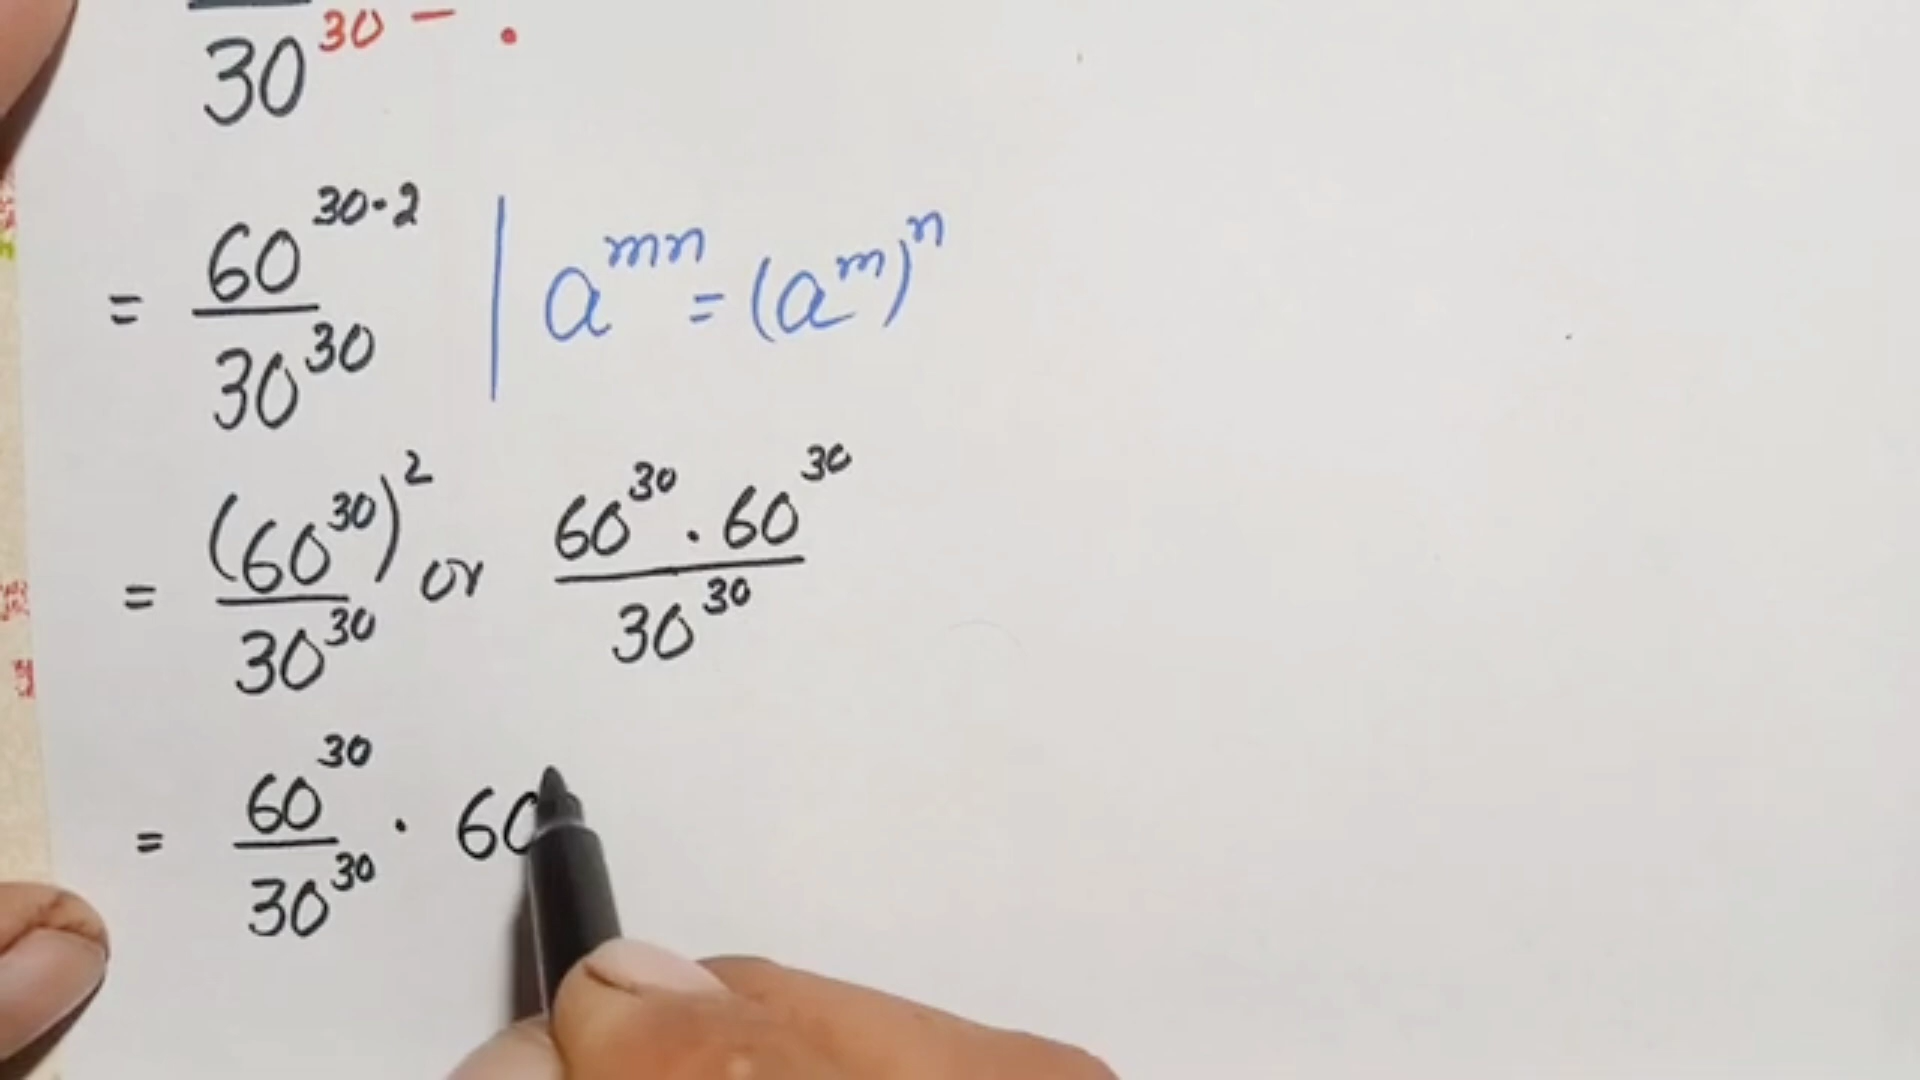 30^30 - .
= 60^30·2 / 30^30 | a^mn = (a^m)^n
= (60^30)^2 / 30^30 or 60^30 . 60^30 / 30^30
= 60^30 / 30^30 · 60